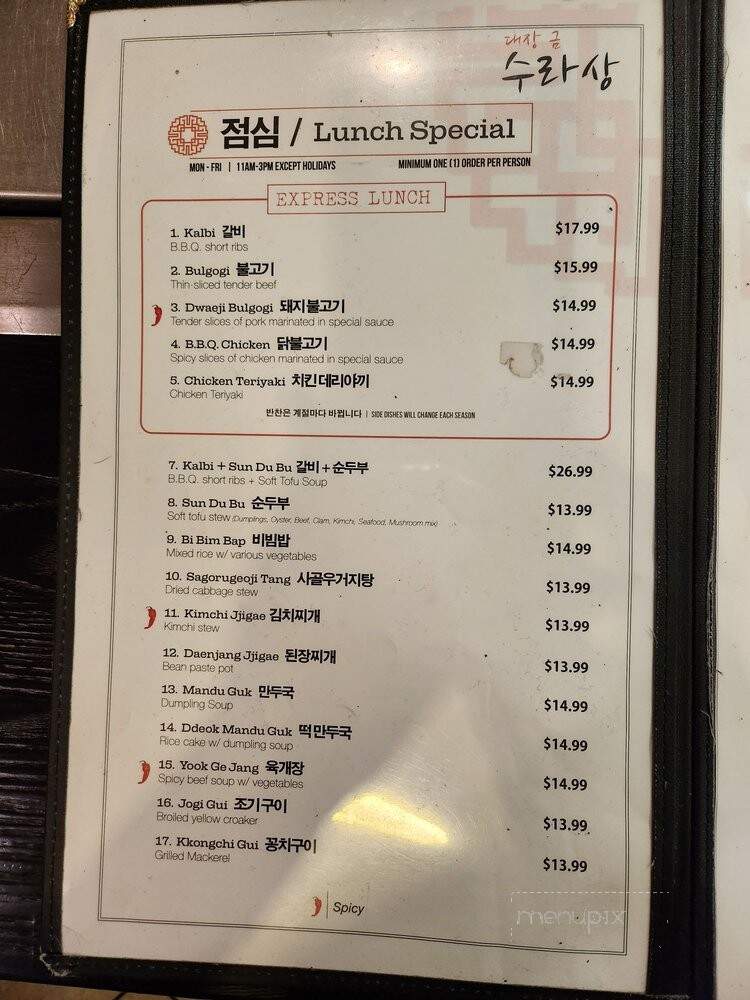 대장금
수라상
점심 / Lunch Special
MON - FRI | 11AM-3PM EXCEPT HOLIDAYS MINIMUM ONE (1) ORDER PER PERSON
EXPRESS LUNCH
1. Kalbi 갈비 $17.99
B.B.Q. short ribs
2. Bulgogi 불고기 $15.99
Thin-sliced tender beef
3. Dwaeji Bulgogi 돼지불고기 $14.99
Tender slices of pork marinated in special sauce
4. B.B.Q. Chicken 닭불고기 $14.99
Spicy slices of chicken marinated in special sauce
5. Chicken Teriyaki 치킨데리야끼 $14.99
Chicken Teriyaki
반찬은 계절마다 바뀝니다 | SIDE DISHES WILL CHANGE EACH SEASON
7. Kalbi + Sun Du Bu 갈비+순두부 $26.99
B.B.Q. short ribs + Soft Tofu Soup
8. Sun Du Bu 순두부 $13.99
Soft tofu stew (Dumplings, Oyster, Beef, Clam, Kimchi, Seafood, Mushroom mix)
9. Bi Bim Bap 비빔밥 $14.99
Mixed rice w/ various vegetables
10. Sagorugeoji Tang 사골우거지탕 $13.99
Dried cabbage stew
11. Kimchi Jjigae 김치찌개 $13.99
Kimchi stew
12. Daenjang Jjigae 된장찌개 $13.99
Bean paste pot
13. Mandu Guk 만두국 $14.99
Dumpling Soup
14. Ddeok Mandu Guk 떡만두국 $14.99
Rice cake w/ dumpling soup
15. Yook Ge Jang 육개장 $14.99
Spicy beef soup w/ vegetables
16. Jogi Gui 조기구이 $13.99
Broiled yellow croaker
17. Kkongchi Gui 꽁치구이 $13.99
Grilled Mackerel
Spicy
menupix